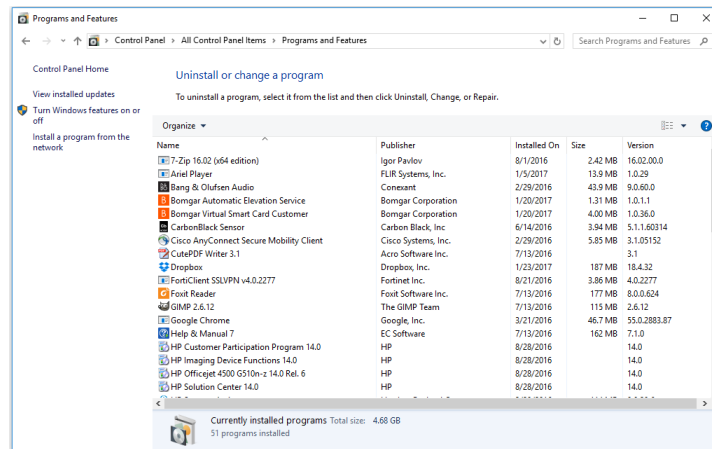 Programs and Features
Control Panel > All Control Panel Items > Programs and Features
Search Programs and Features
Control Panel Home
View installed updates
Turn Windows features on or
off
Install a program from the
network
Uninstall or change a program
To uninstall a program, select it from the list and then click Uninstall, Change, or Repair.
Organize
Name Publisher Installed On Size Version
7-Zip 16.02 (x64 edition) Igor Pavlov 8/1/2016 2.42 MB 16.02.00.0
Ariel Player FLIR Systems, Inc. 1/5/2017 13.9 MB 1.0.29
Bang & Olufsen Audio Conexant 2/29/2016 43.9 MB 9.0.60.0
Bomgar Automatic Elevation Service Bomgar Corporation 1/20/2017 1.31 MB 1.0.1.1
Bomgar Virtual Smart Card Customer Bomgar Corporation 1/20/2017 4.00 MB 1.0.36.0
CarbonBlack Sensor Carbon Black, Inc 6/14/2016 3.94 MB 5.1.1.60314
Cisco AnyConnect Secure Mobility Client Cisco Systems, Inc. 2/29/2016 5.85 MB 3.1.05152
CutePDF Writer 3.1 Acro Software Inc. 7/13/2016 3.1
Dropbox Dropbox, Inc. 1/23/2017 187 MB 18.4.32
FortiClient SSLVPN v4.0.2277 Fortinet Inc. 8/21/2016 3.86 MB 4.0.2277
Foxit Reader Foxit Software Inc. 7/13/2016 177 MB 8.0.0.624
GIMP 2.6.12 The GIMP Team 7/13/2016 115 MB 2.6.12
Google Chrome Google, Inc. 3/21/2016 46.7 MB 55.0.2883.87
Help & Manual 7 EC Software 7/13/2016 162 MB 7.1.0
HP Customer Participation Program 14.0 HP 8/28/2016 14.0
HP Imaging Device Functions 14.0 HP 8/28/2016 14.0
HP Officejet 4500 G510n-z 14.0 Rel. 6 HP 8/28/2016 14.0
HP Solution Center 14.0 HP 8/28/2016 14.0
Currently installed programs Total size: 4.68 GB
51 programs installed